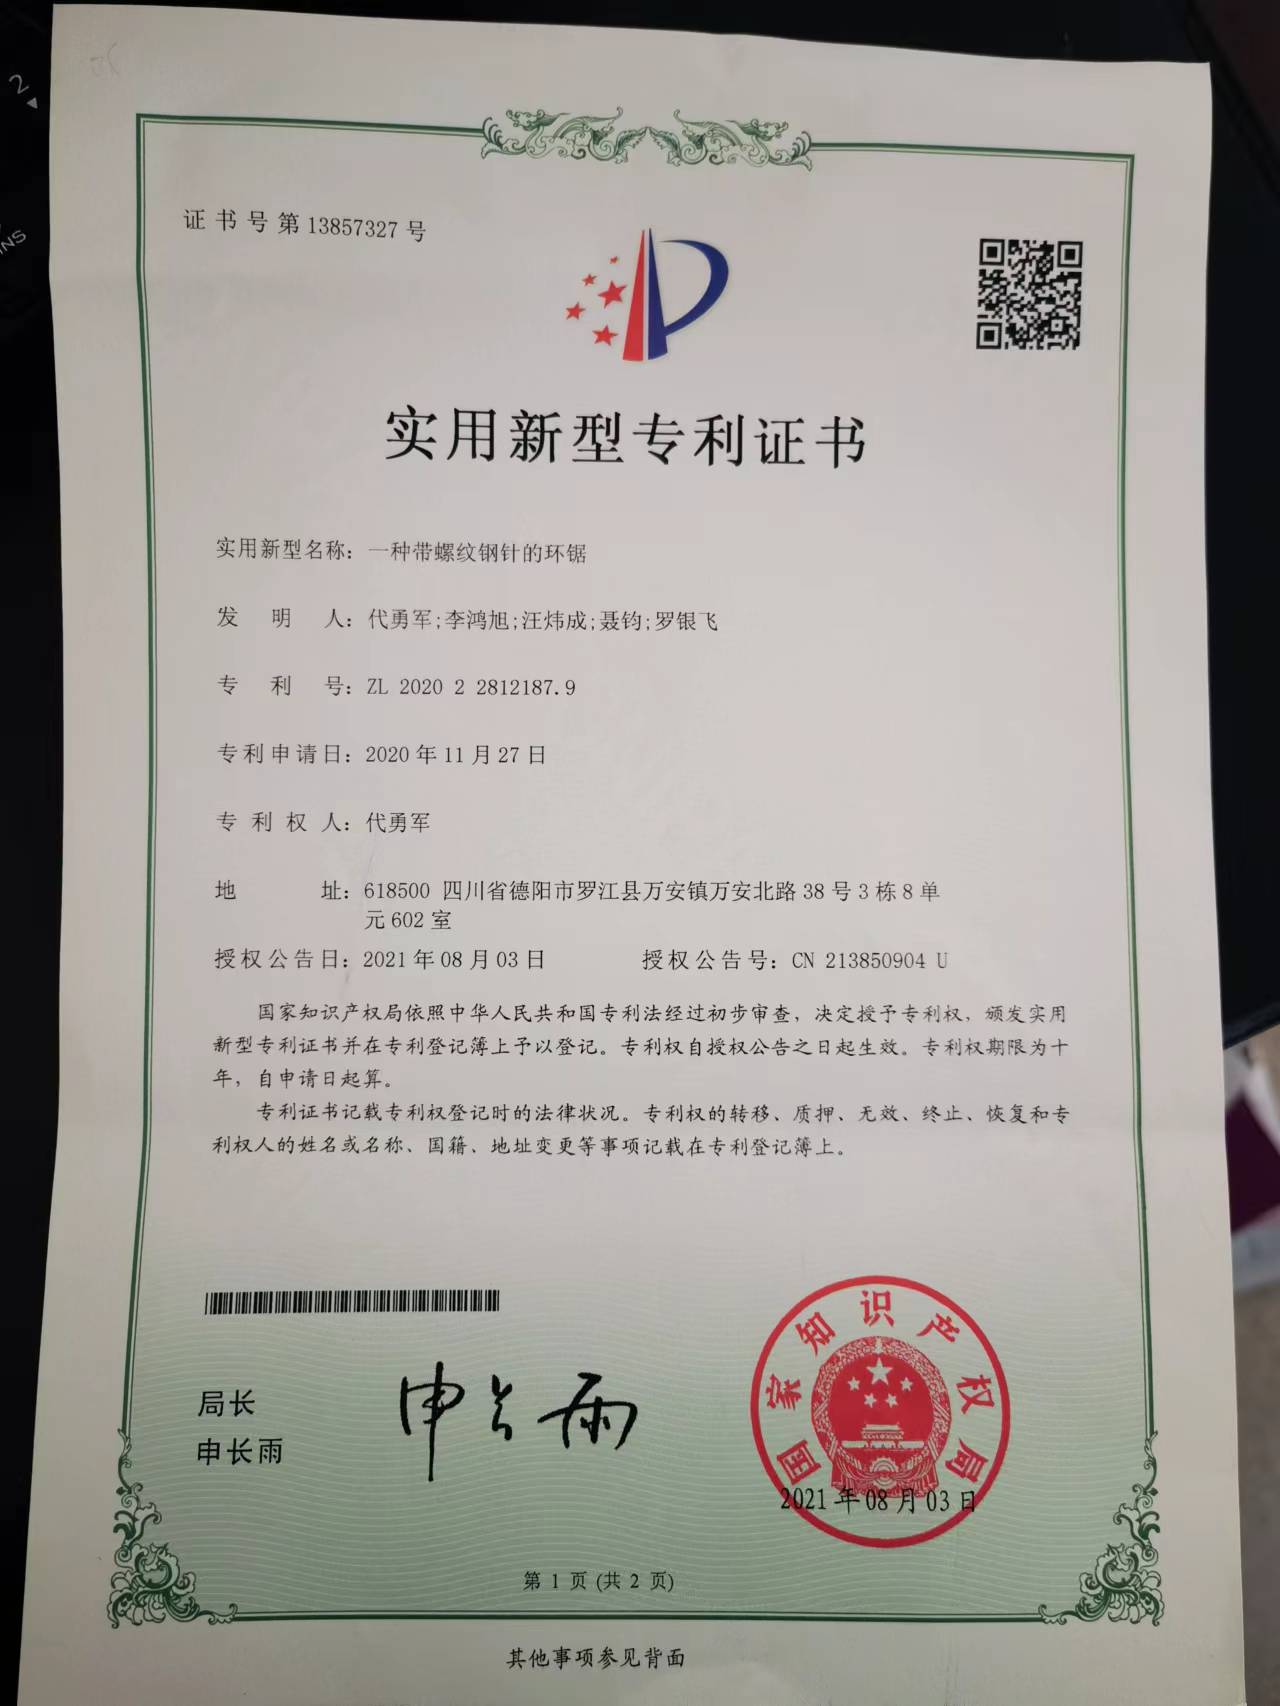 证书号第13857327号
实用新型专利证书
实用新型名称：一种带螺纹钢针的环锯
发明人：代勇军;李鸿旭;汪炜成;聂钧;罗银飞
专利号：ZL 2020 2 2812187.9
专利申请日：2020年11月27日
专利权人：代勇军
地址：618500 四川省德阳市罗江县万安镇万安北路38号3栋8单
元602室
授权公告日：2021年08月03日 授权公告号：CN 213850904 U
国家知识产权局依照中华人民共和国专利法经过初步审查，决定授予专利权，颁发实用
新型专利证书并在专利登记簿上予以登记。专利权自授权公告之日起生效。专利权期限为十
年，自申请日起算。
专利证书记载专利权登记时的法律状况。专利权的转移、质押、无效、终止、恢复和专
利权人的姓名或名称、国籍、地址变更等事项记载在专利登记簿上。
局长
申长雨
申长雨
国家知识产权局
2021年08月03日
第 1 页 (共 2 页)
其他事项参见背面
2